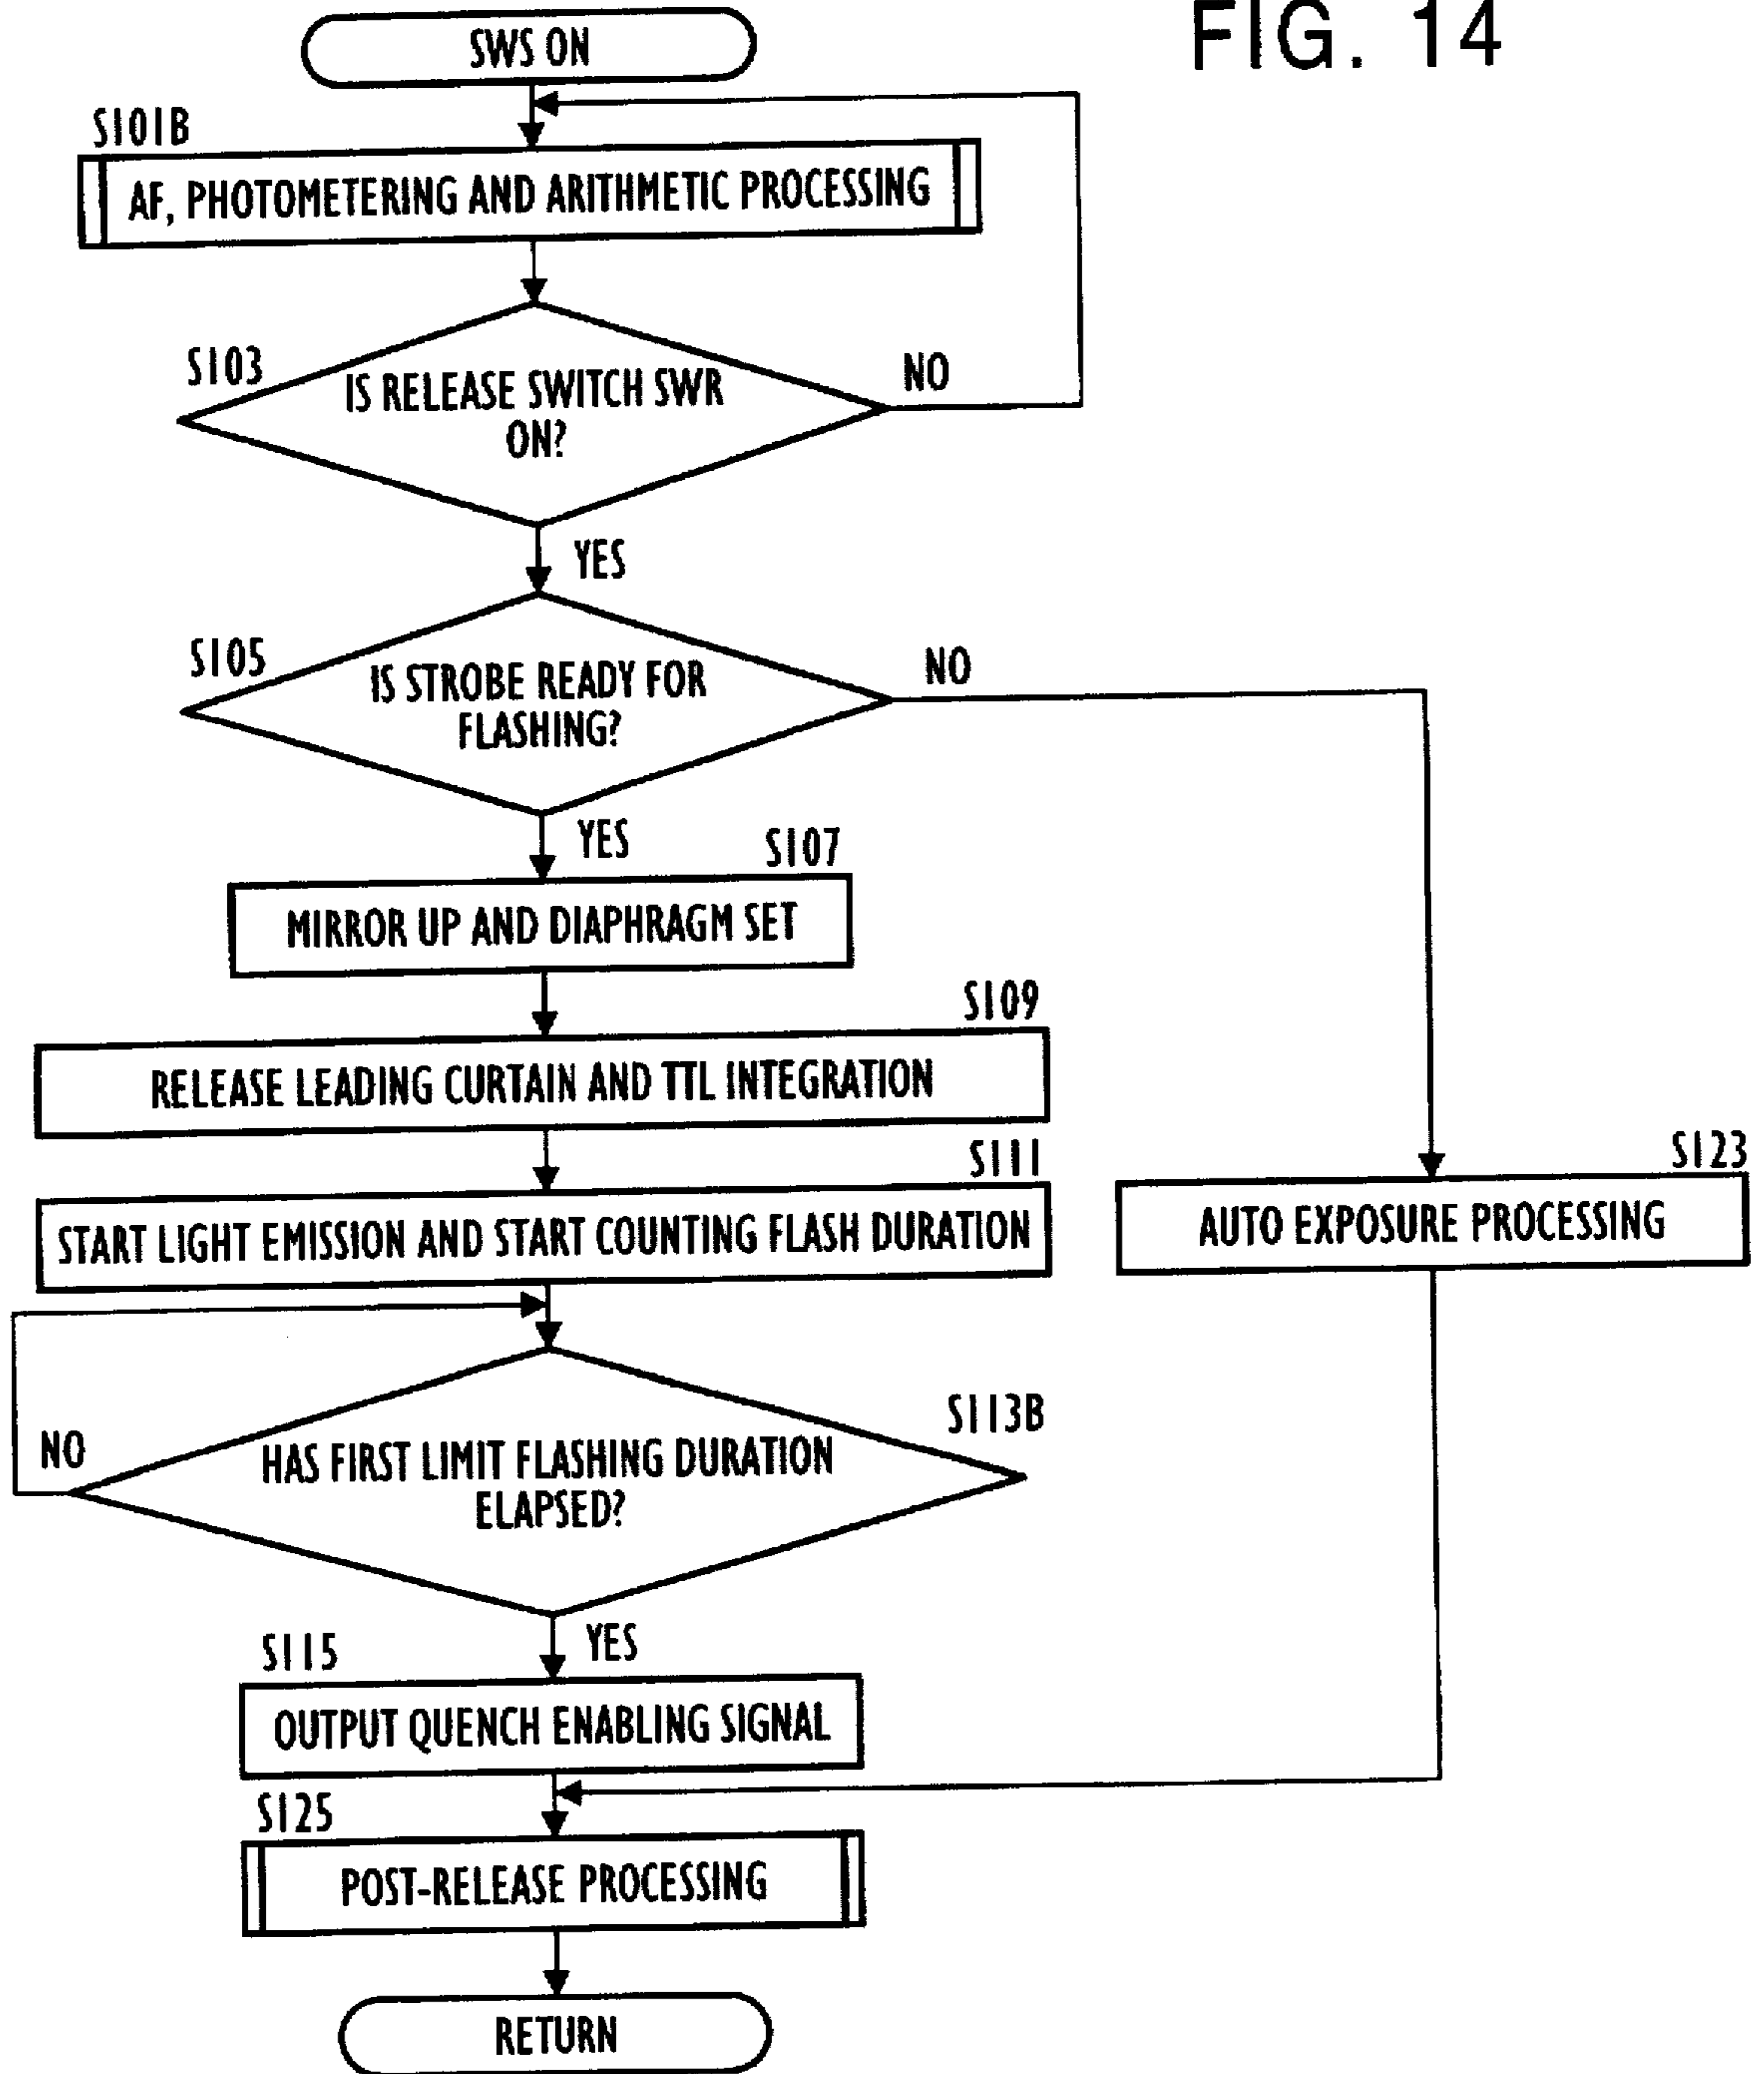 FIG. 14
SWS ON
S101B
AF, PHOTOMETERING AND ARITHMETIC PROCESSING
S103
IS RELEASE SWITCH SWR
ON?
NO
YES
S105
IS STROBE READY FOR
FLASHING?
NO
YES
S107
MIRROR UP AND DIAPHRAGM SET
S109
RELEASE LEADING CURTAIN AND TTL INTEGRATION
S111
START LIGHT EMISSION AND START COUNTING FLASH DURATION
S123
AUTO EXPOSURE PROCESSING
S113B
NO
HAS FIRST LIMIT FLASHING DURATION
ELAPSED?
YES
S115
OUTPUT QUENCH ENABLING SIGNAL
S125
POST-RELEASE PROCESSING
RETURN